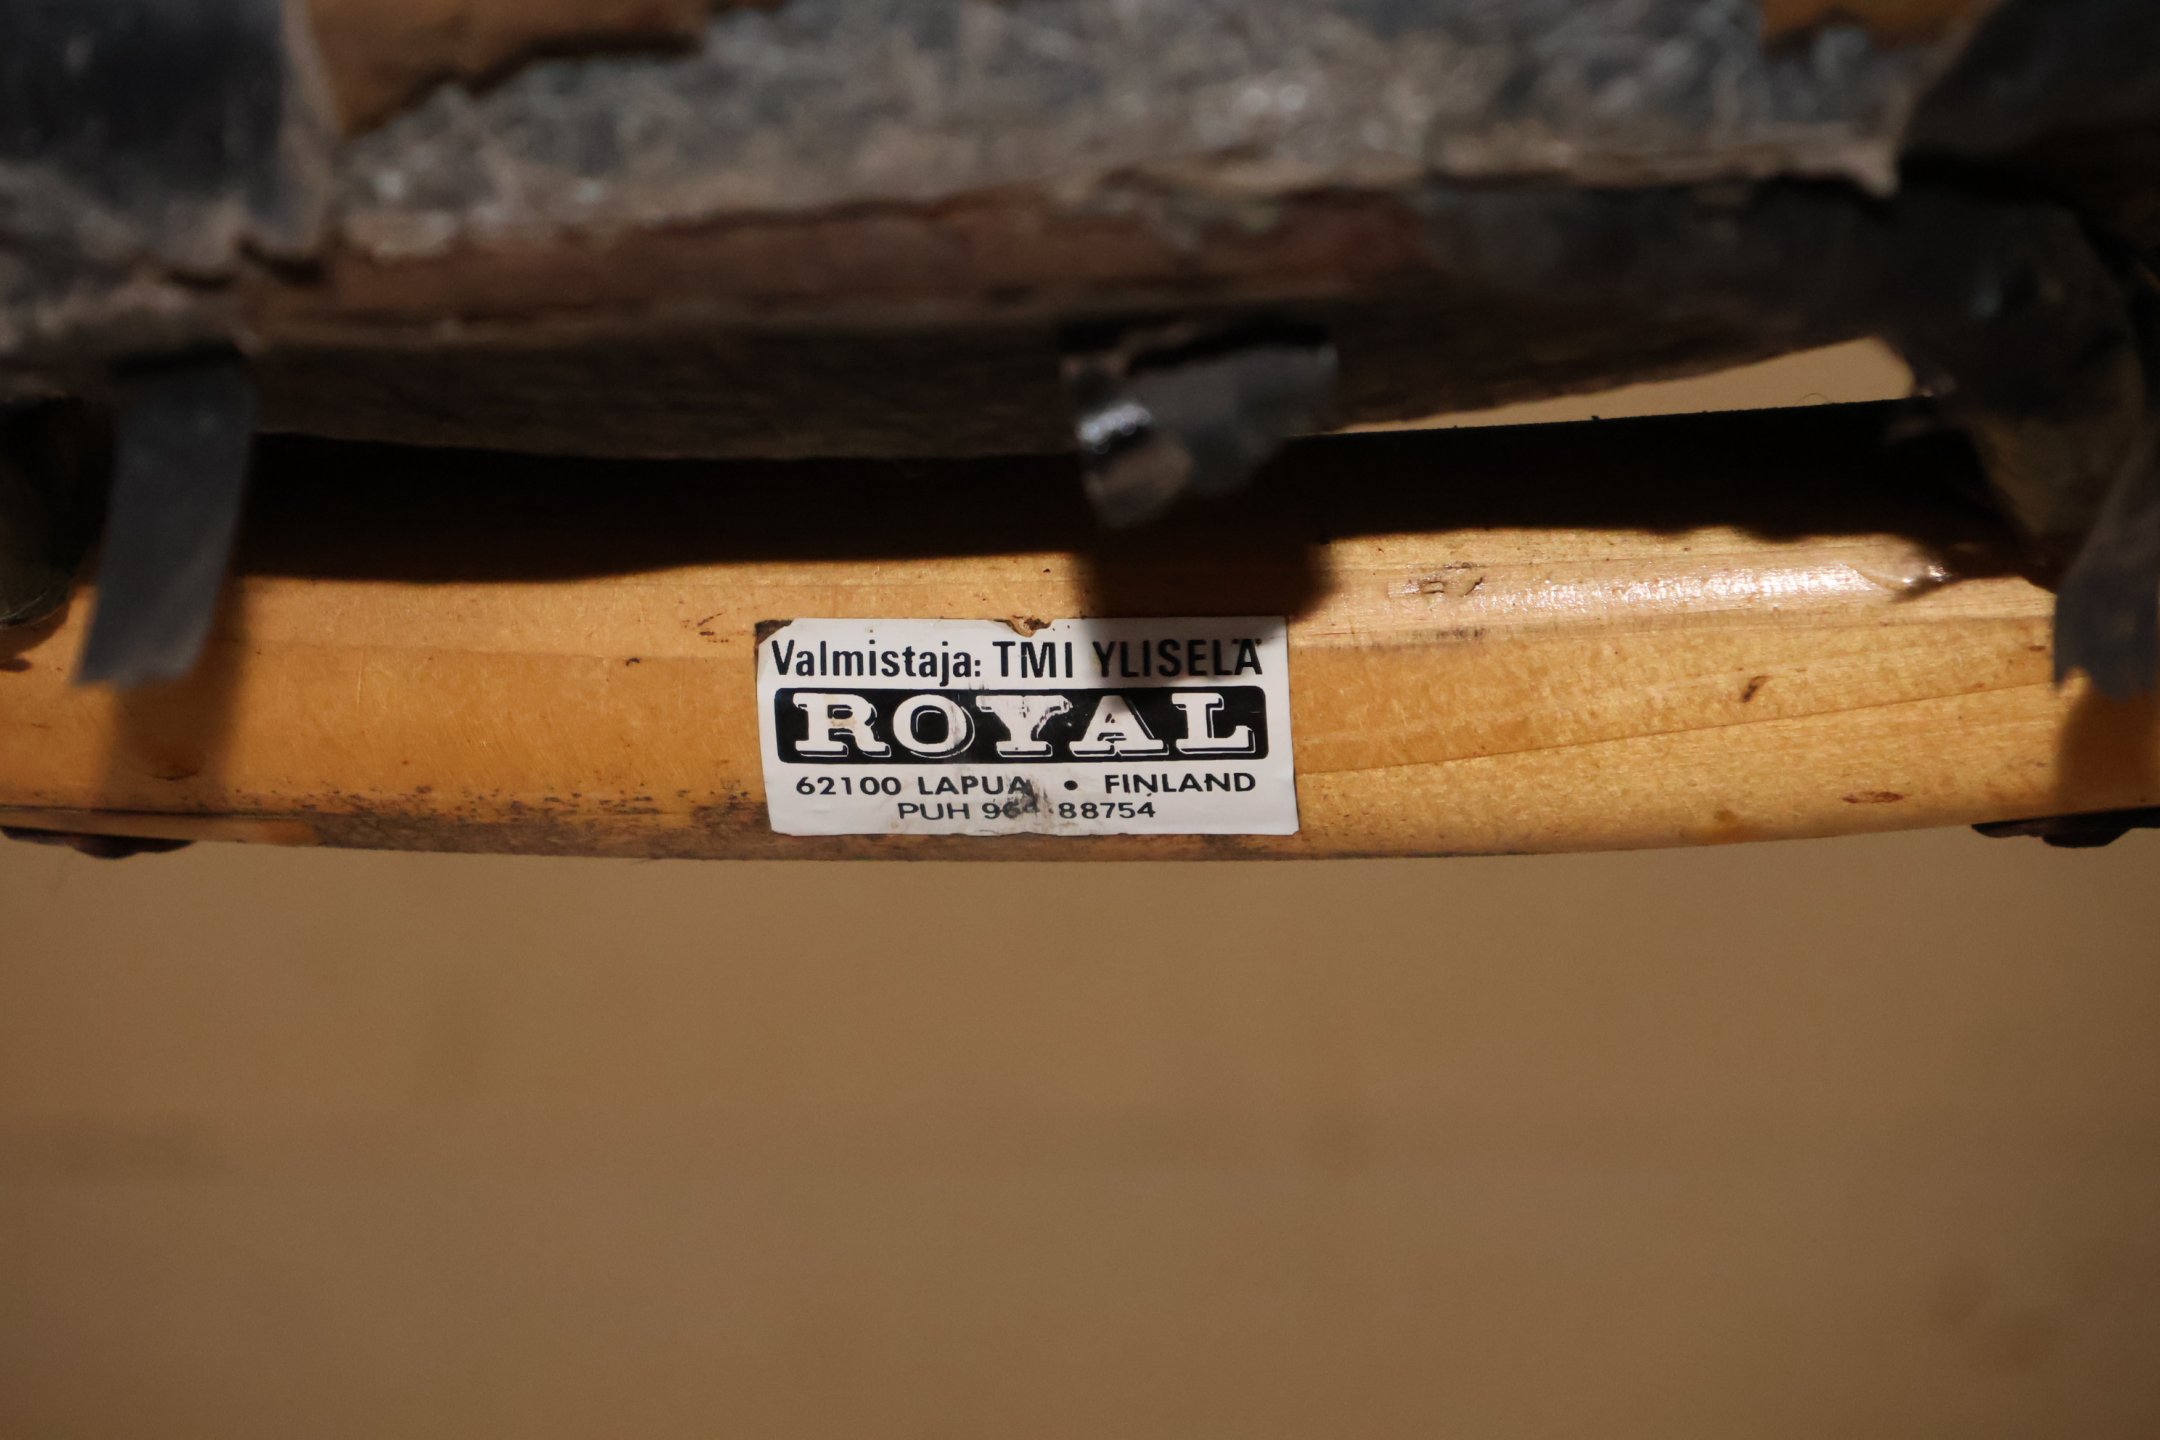 Valmistaja: TMI YLISELÄ
ROYAL
62100 LAPUA • FINLAND
PUH 88754